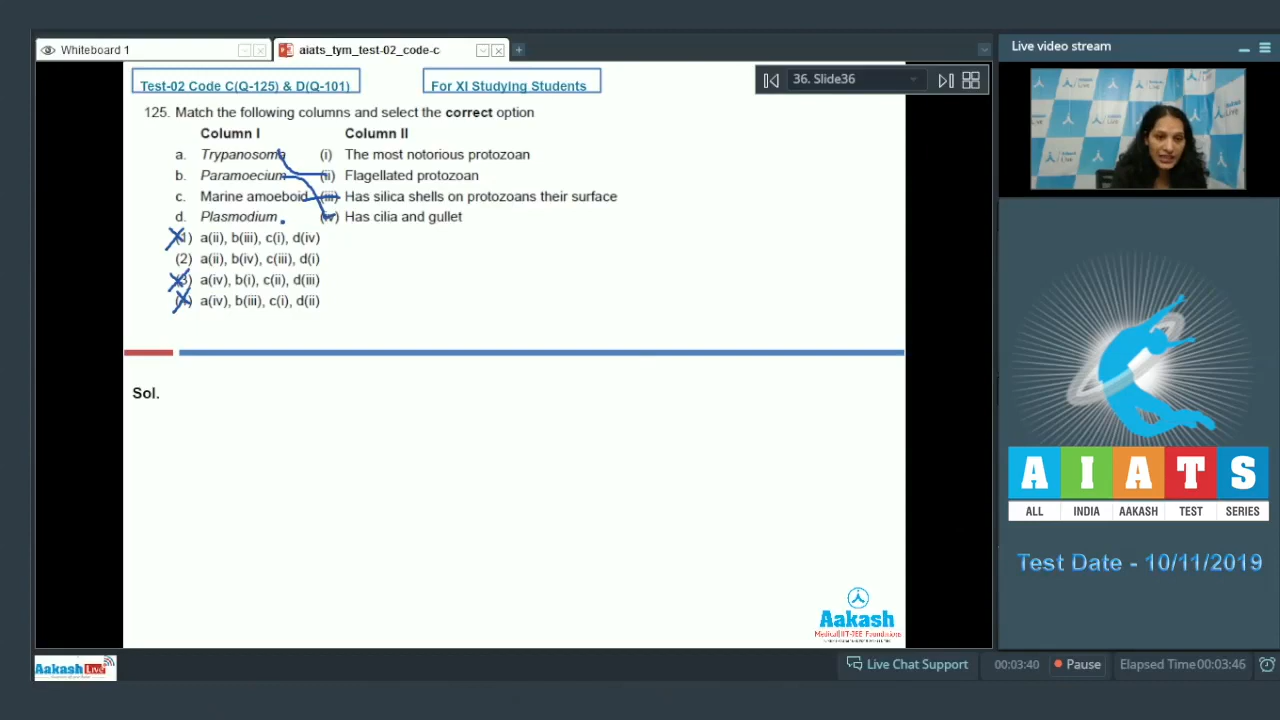 Whiteboard 1
aiats_tym_test-02_code-c
Live video stream
Test-02 Code C(Q-125) & D(Q-101)
For XI Studying Students
36. Slide36
125. Match the following columns and select the correct option
Column I Column II
a. Trypanosoma (i) The most notorious protozoan
b. Paramoecium (ii) Flagellated protozoan
c. Marine amoeboid (iii) Has silica shells on protozoans their surface
d. Plasmodium (iv) Has cilia and gullet
(1) a(ii), b(iii), c(i), d(iv)
(2) a(ii), b(iv), c(iii), d(i)
(3) a(iv), b(i), c(ii), d(iii)
(4) a(iv), b(iii), c(i), d(ii)
Sol.
A I A T S
ALL INDIA AAKASH TEST SERIES
Test Date - 10/11/2019
Aakash
Medical|IIT-JEE|Foundations
Aakash Live
Live Chat Support
00:03:40
Pause
Elapsed Time 00:03:46